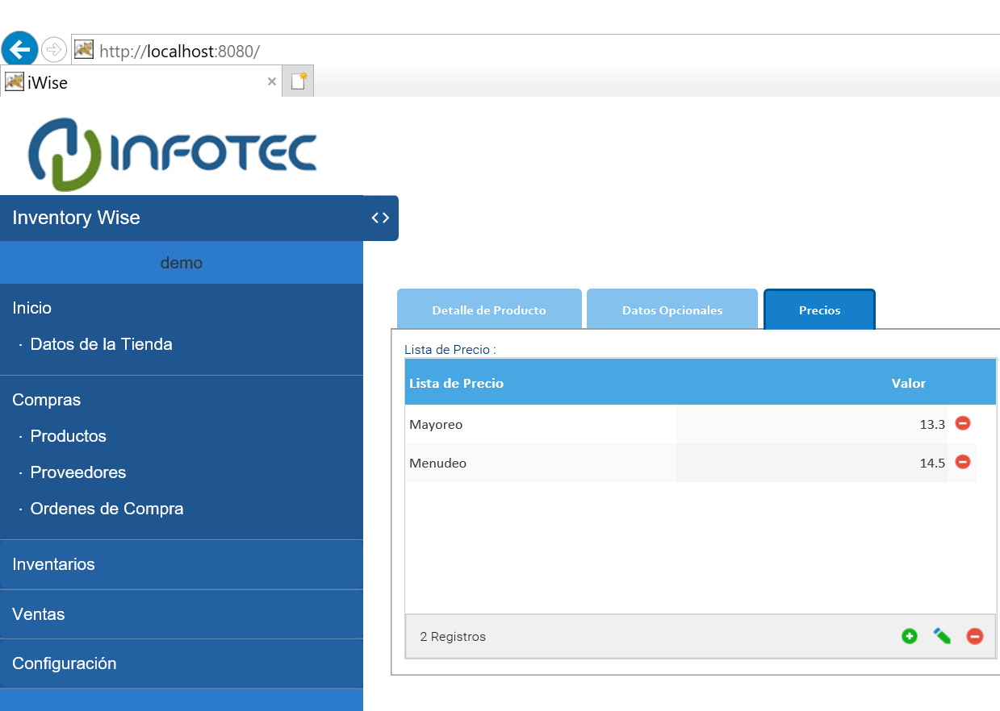 http://localhost:8080/
iWise
INFOTEC
Inventory Wise
demo
Inicio
· Datos de la Tienda
Compras
· Productos
· Proveedores
· Ordenes de Compra
Inventarios
Ventas
Configuración
Detalle de Producto Datos Opcionales Precios
Lista de Precio :
Lista de Precio Valor
Mayoreo 13.3
Menudeo 14.5
2 Registros